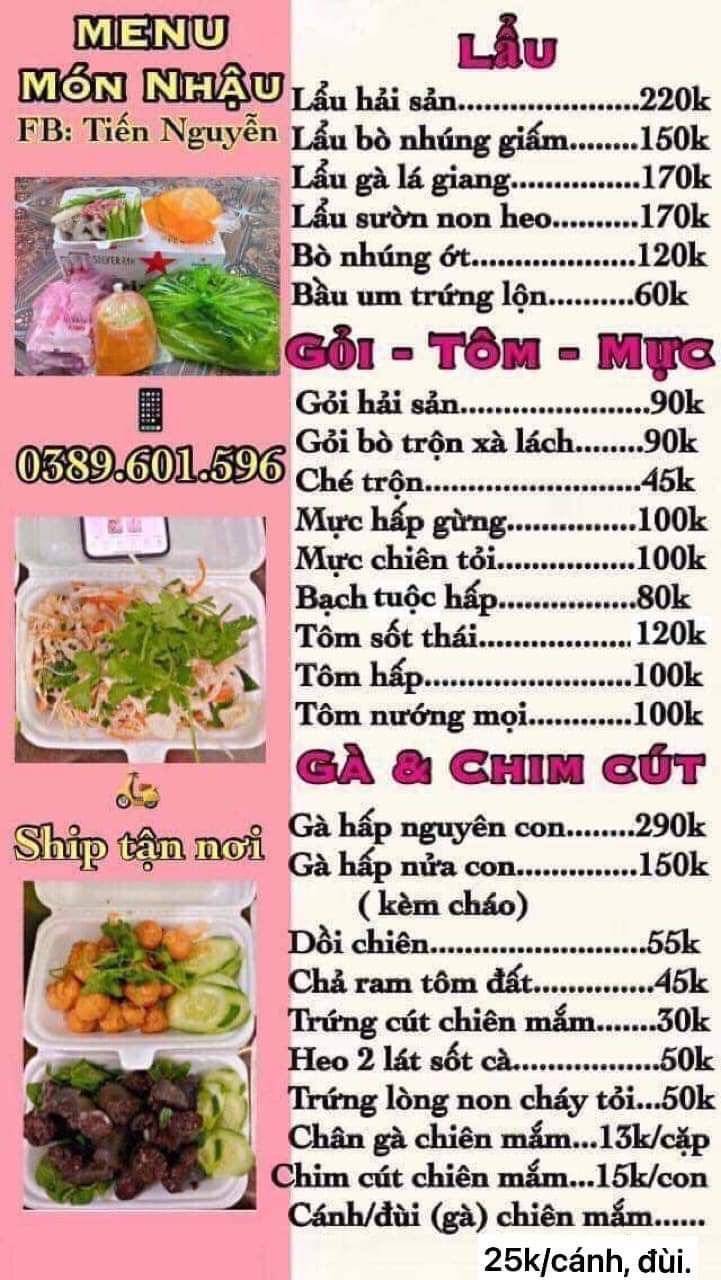 MENU
MÓN NHẬU
FB: Tiến Nguyễn
0389.601.596
Ship tận nơi
LẨU
Lẩu hải sản.....................220k
Lẩu bò nhúng giấm........150k
Lẩu gà lá giang...............170k
Lẩu sườn non heo..........170k
Bò nhúng ớt...................120k
Bầu um trứng lộn..........60k
GỎI - TÔM - MỰC
Gỏi hải sản......................90k
Gỏi bò trộn xà lách........90k
Ché trộn.........................45k
Mực hấp gừng...............100k
Mực chiên tỏi................100k
Bạch tuộc hấp................80k
Tôm sốt thái.................. 120k
Tôm hấp........................100k
Tôm nướng mọi............100k
GÀ & CHIM CÚT
Gà hấp nguyên con........290k
Gà hấp nửa con..............150k
( kèm cháo)
Dồi chiên.........................55k
Chả ram tôm đất..............45k
Trứng cút chiên mắm.......30k
Heo 2 lát sốt cà.................50k
Trứng lòng non cháy tỏi...50k
Chân gà chiên mắm...13k/cặp
Chim cút chiên mắm...15k/con
Cánh/đùi (gà) chiên mắm......
25k/cánh, đùi.